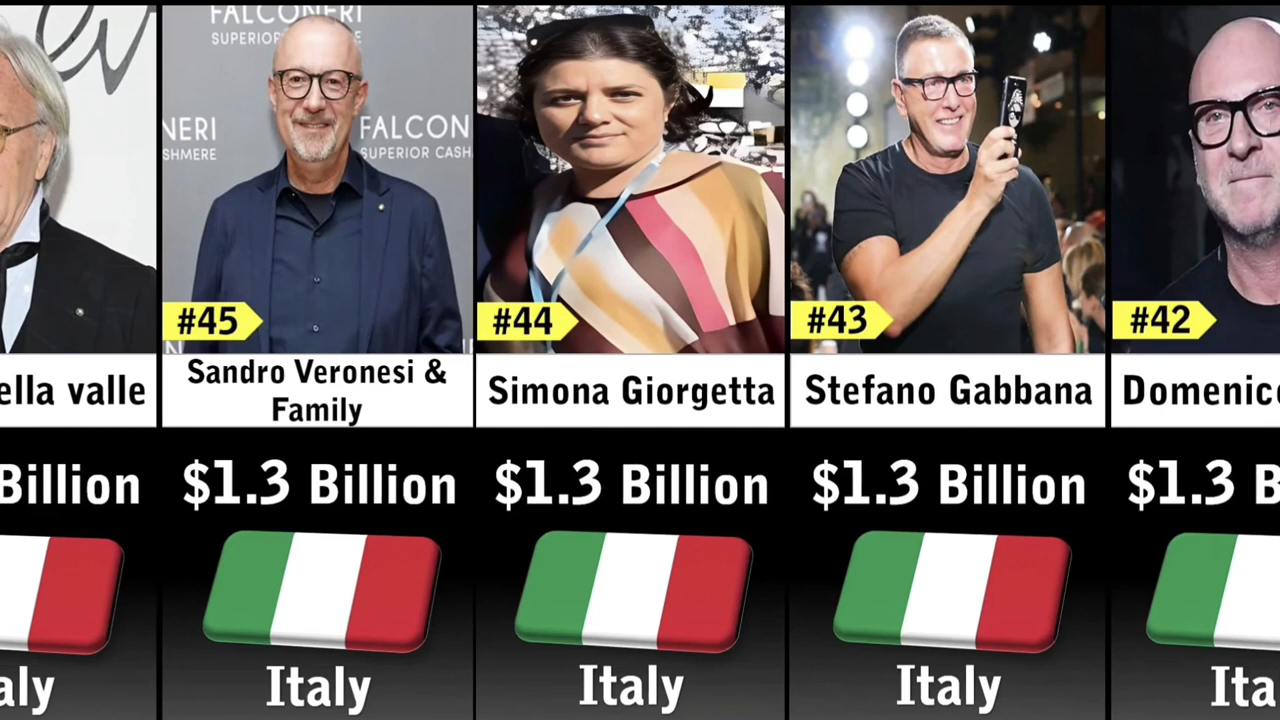 FALCONERI
SUPERIOR
NERI
SHMERE
FALCON
SUPERIOR CASH
#45
#44
#43
#42
ella valle
Sandro Veronesi &
Family
Simona Giorgetta
Stefano Gabbana
Domenico
Billion
$1.3 Billion
$1.3 Billion
$1.3 Billion
$1.3 B
aly
Italy
Italy
Italy
Ita